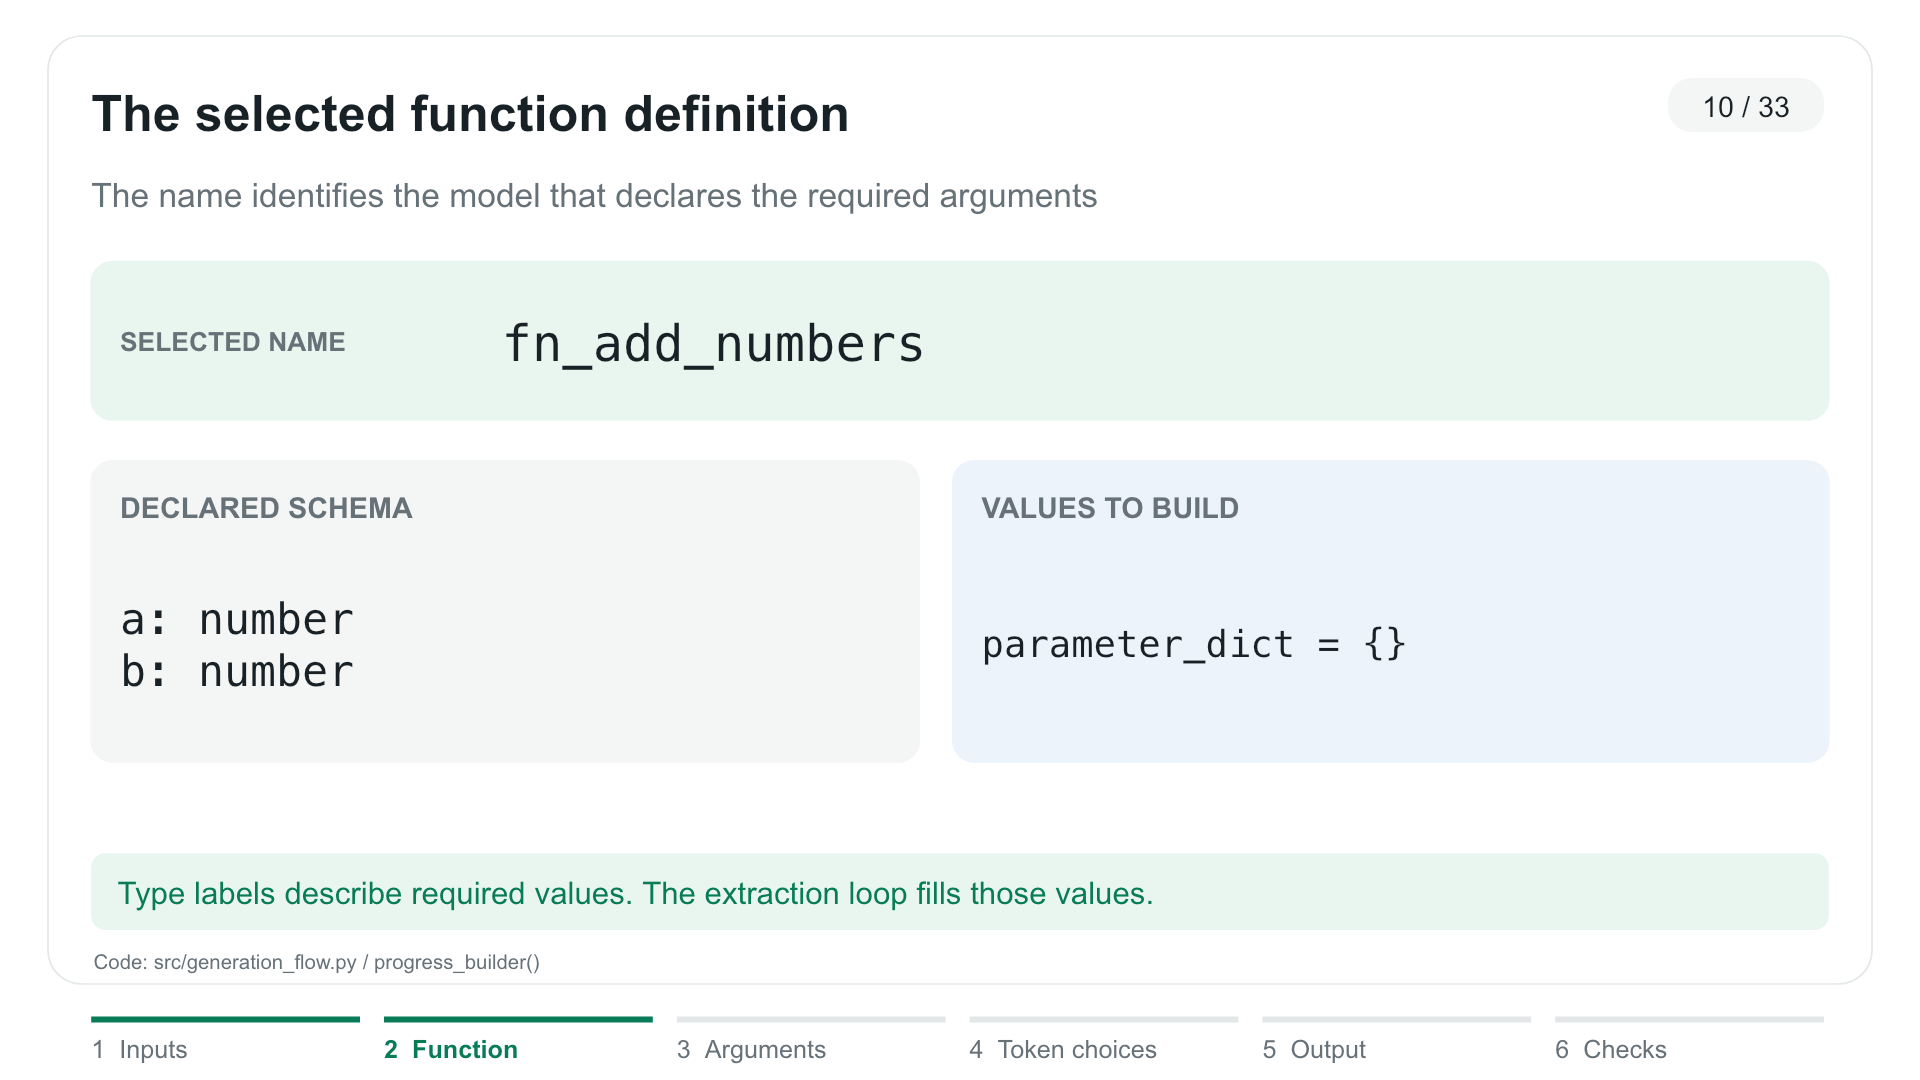 The selected function definition
10 / 33
The name identifies the model that declares the required arguments
SELECTED NAME
fn_add_numbers
DECLARED SCHEMA
a: number
b: number
VALUES TO BUILD
parameter_dict = {}
Type labels describe required values. The extraction loop fills those values.
Code: src/generation_flow.py / progress_builder()
1 Inputs
2 Function
3 Arguments
4 Token choices
5 Output
6 Checks